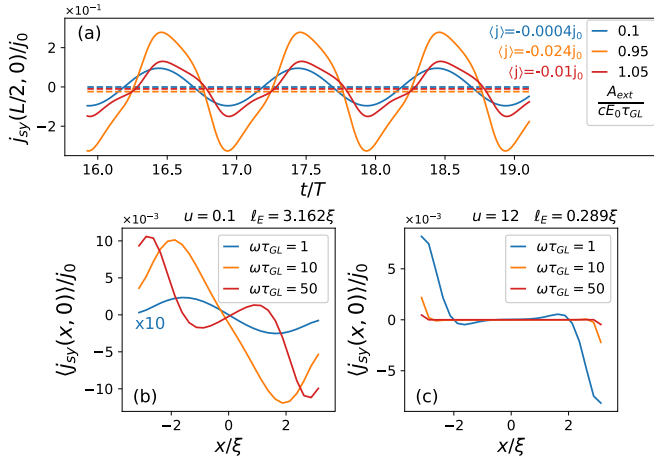 ×10⁻¹
(a)
⟨j⟩=-0.0004j₀
⟨j⟩=-0.024j₀
⟨j⟩=-0.01j₀
0.1
0.95
1.05
A_ext
cE₀τ_GL
j_sy(L/2, 0)/j₀
2
0
−2
16.0
16.5
17.0
17.5
18.0
18.5
19.0
t/T
×10⁻³
u = 0.1
ℓ_E = 3.162ξ
ωτ_GL = 1
ωτ_GL = 10
ωτ_GL = 50
⟨j_sy(x, 0)⟩/j₀
10
5
0
−5
−10
x10
(b)
−2
0
2
x/ξ
×10⁻³
u = 12
ℓ_E = 0.289ξ
ωτ_GL = 1
ωτ_GL = 10
ωτ_GL = 50
⟨j_sy(x, 0)⟩/j₀
5
0
−5
(c)
−2
0
2
x/ξ